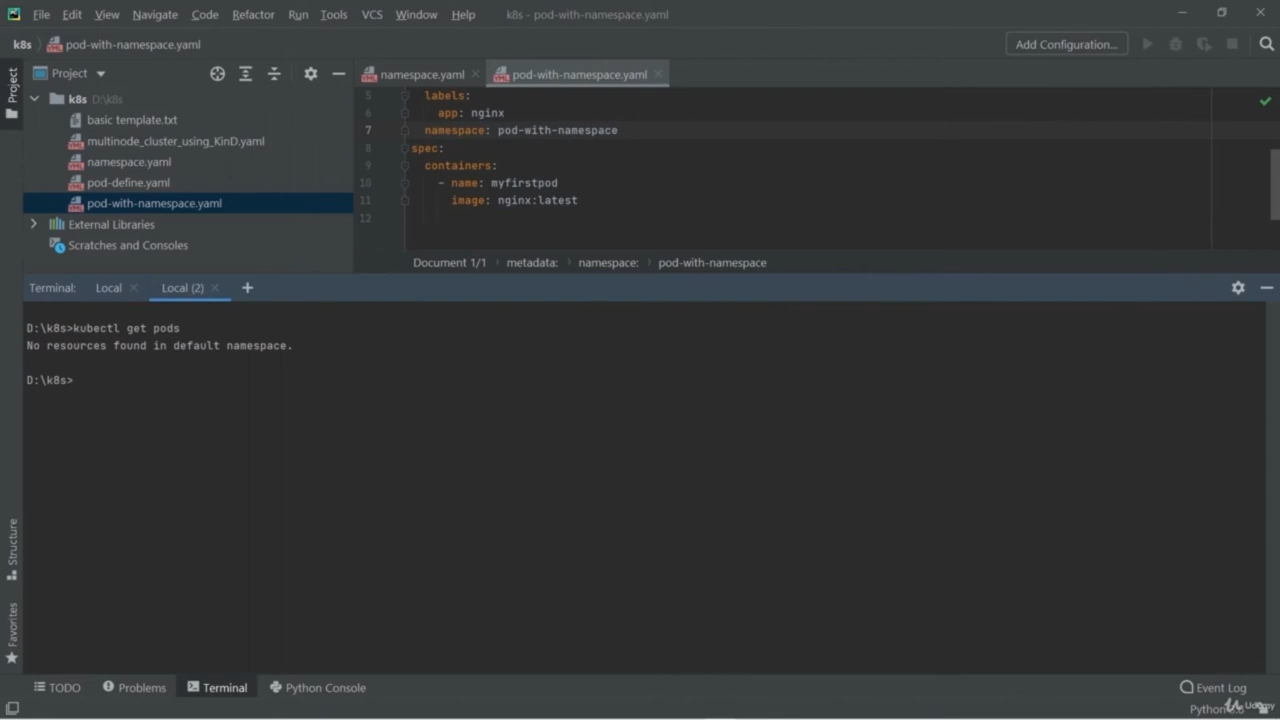 File Edit View Navigate Code Refactor Run Tools VCS Window Help k8s - pod-with-namespace.yaml
k8s pod-with-namespace.yaml Add Configuration...
Project
Project namespace.yaml pod-with-namespace.yaml
k8s D:\k8s
basic template.txt
multinode_cluster_using_KinD.yaml
namespace.yaml
pod-define.yaml
pod-with-namespace.yaml
External Libraries
Scratches and Consoles
5 labels:
6 app: nginx
7 namespace: pod-with-namespace
8 spec:
9 containers:
10 - name: myfirstpod
11 image: nginx:latest
12
Document 1/1 metadata: namespace: pod-with-namespace
Terminal: Local Local (2) +
D:\k8s>kubectl get pods
No resources found in default namespace.
D:\k8s>
Structure
Favorites
TODO Problems Terminal Python Console Event Log
Python Udemy